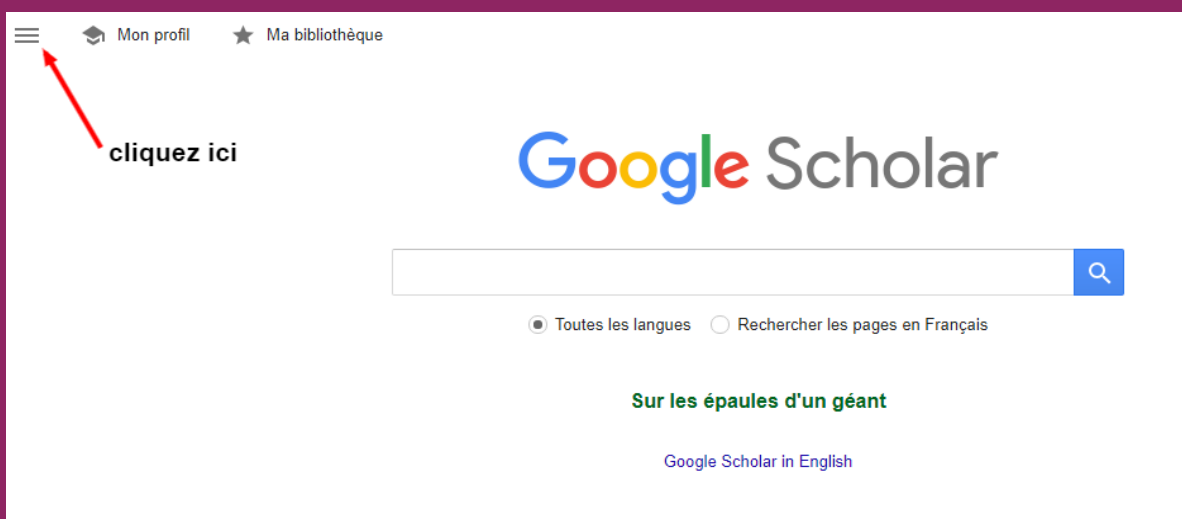 Mon profil Ma bibliothèque
cliquez ici
Google Scholar
Toutes les langues Rechercher les pages en Français
Sur les épaules d'un géant
Google Scholar in English